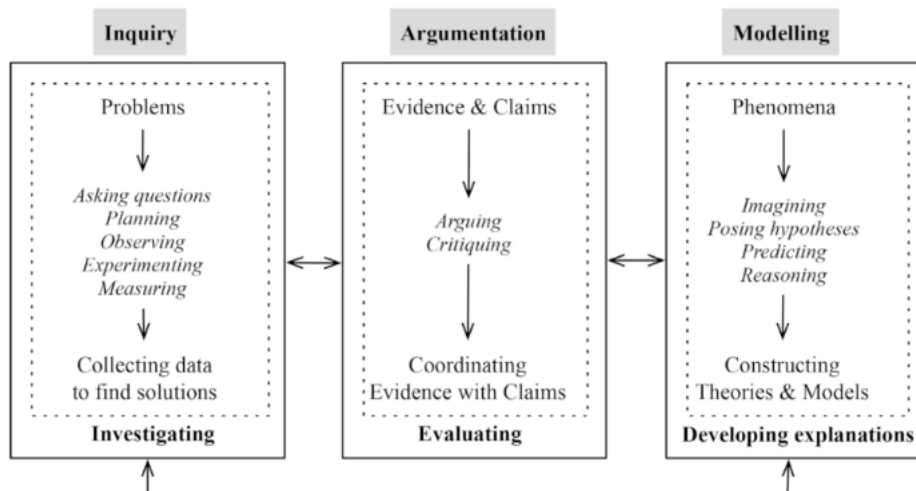 Inquiry
Problems
Asking questions
Planning
Observing
Experimenting
Measuring
Collecting data
to find solutions
Investigating
Argumentation
Evidence & Claims
Arguing
Critiquing
Coordinating
Evidence with Claims
Evaluating
Modelling
Phenomena
Imagining
Posing hypotheses
Predicting
Reasoning
Constructing
Theories & Models
Developing explanations